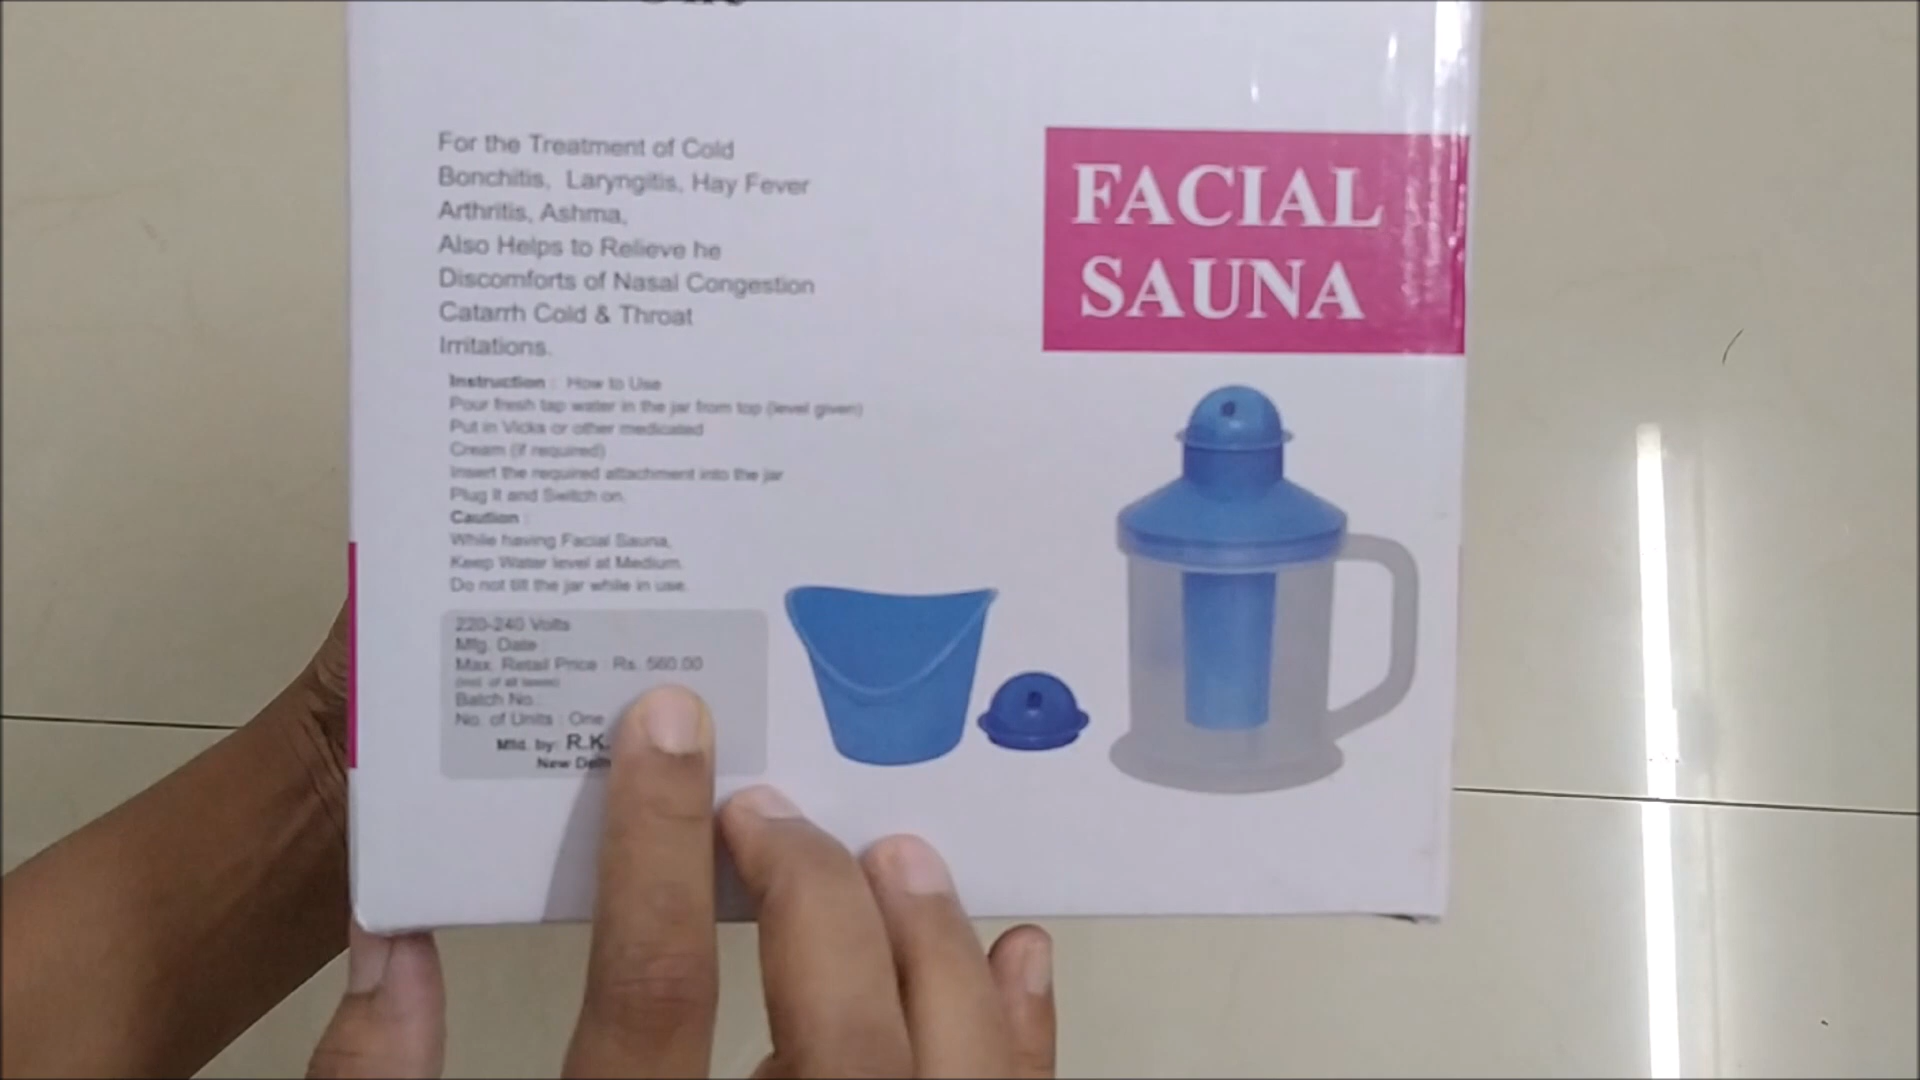 For the Treatment of Cold
Bonchitis, Laryngitis, Hay Fever
Arthritis, Ashma,
Also Helps to Relieve he
Discomforts of Nasal Congestion
Catarrh Cold & Throat
Irritations.
Instruction : How to Use
Pour fresh tap water in the jar from top (level given)
Put in Vicks or other medicated
Cream (if required)
Insert the required attachment into the jar
Plug it and Switch on.
Caution :
While having Facial Sauna,
Keep Water level at Medium.
Do not tilt the jar while in use.
220-240 Volts
Mfg. Date
Max. Retail Price : Rs. 560.00
(Incl. of all taxes)
Batch No.:
No. of Units : One
Mfd. by: R.K.
New
FACIAL
SAUNA